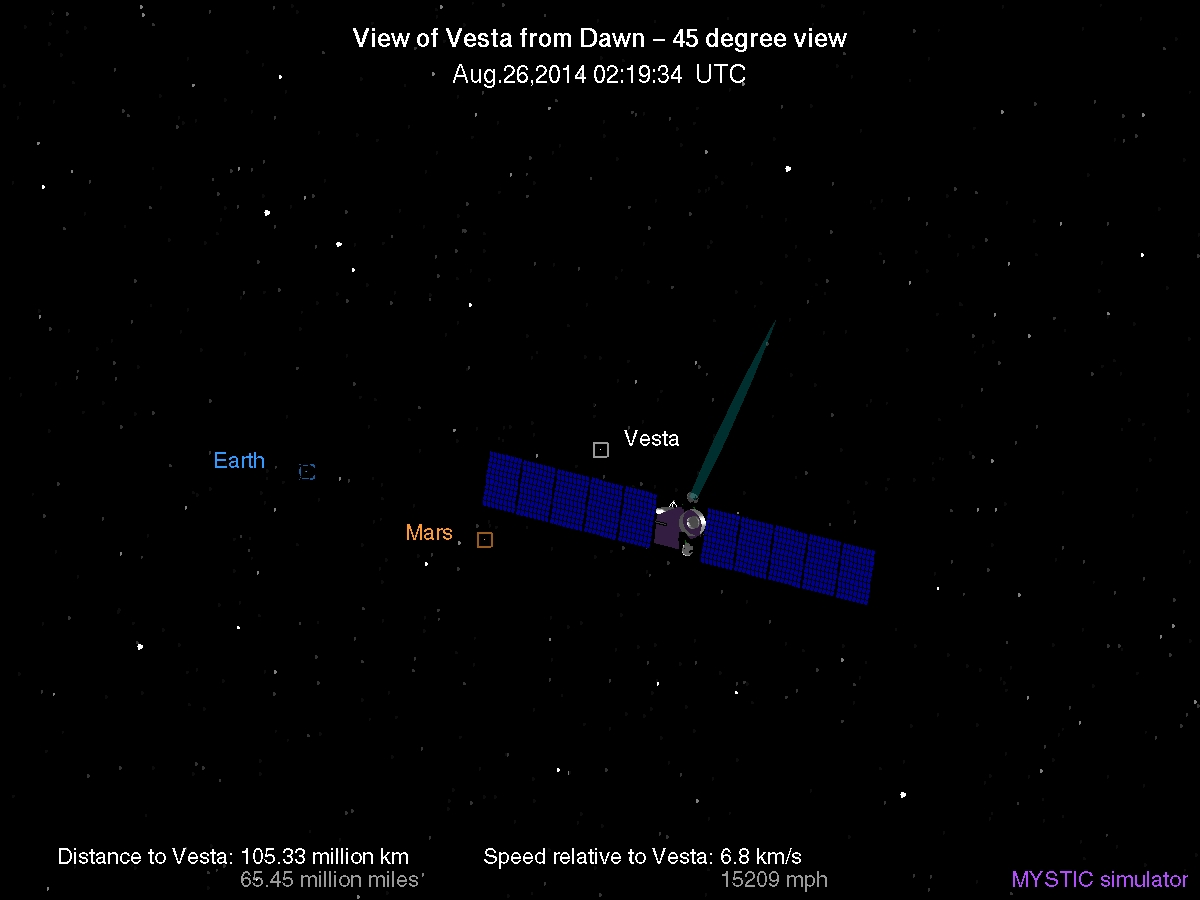 View of Vesta from Dawn – 45 degree view
Aug.26,2014 02:19:34 UTC
Vesta
Earth
Mars
Distance to Vesta: 105.33 million km
65.45 million miles
Speed relative to Vesta: 6.8 km/s
15209 mph
MYSTIC simulator